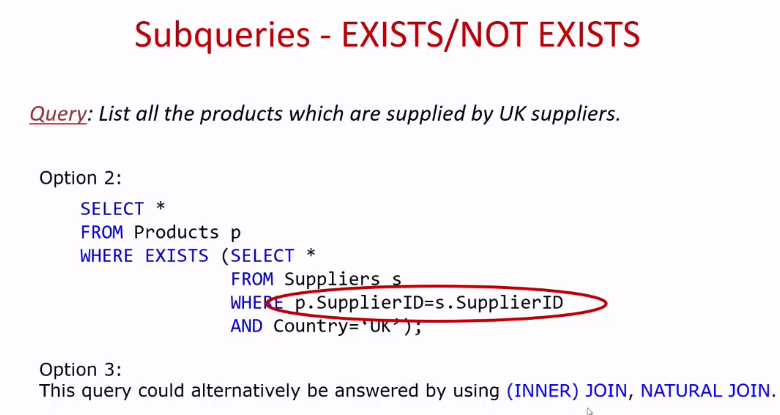 Subqueries - EXISTS/NOT EXISTS
Query: List all the products which are supplied by UK suppliers.
Option 2:
SELECT *
FROM Products p
WHERE EXISTS (SELECT *
FROM Suppliers s
WHERE p.SupplierID=s.SupplierID
AND Country=‘UK’);
Option 3:
This query could alternatively be answered by using (INNER) JOIN, NATURAL JOIN.